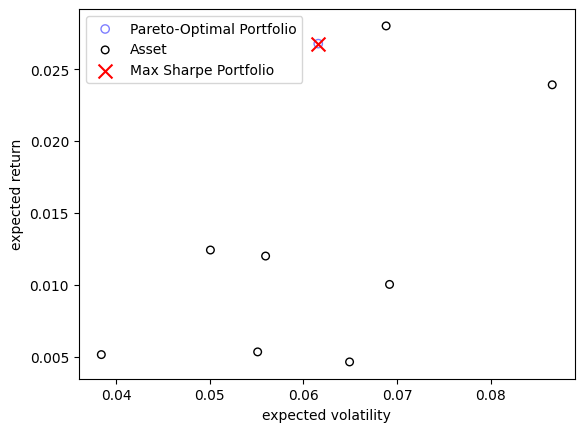 Pareto-Optimal Portfolio
Asset
Max Sharpe Portfolio
expected return
0.025
0.020
0.015
0.010
0.005
0.04 0.05 0.06 0.07 0.08
expected volatility